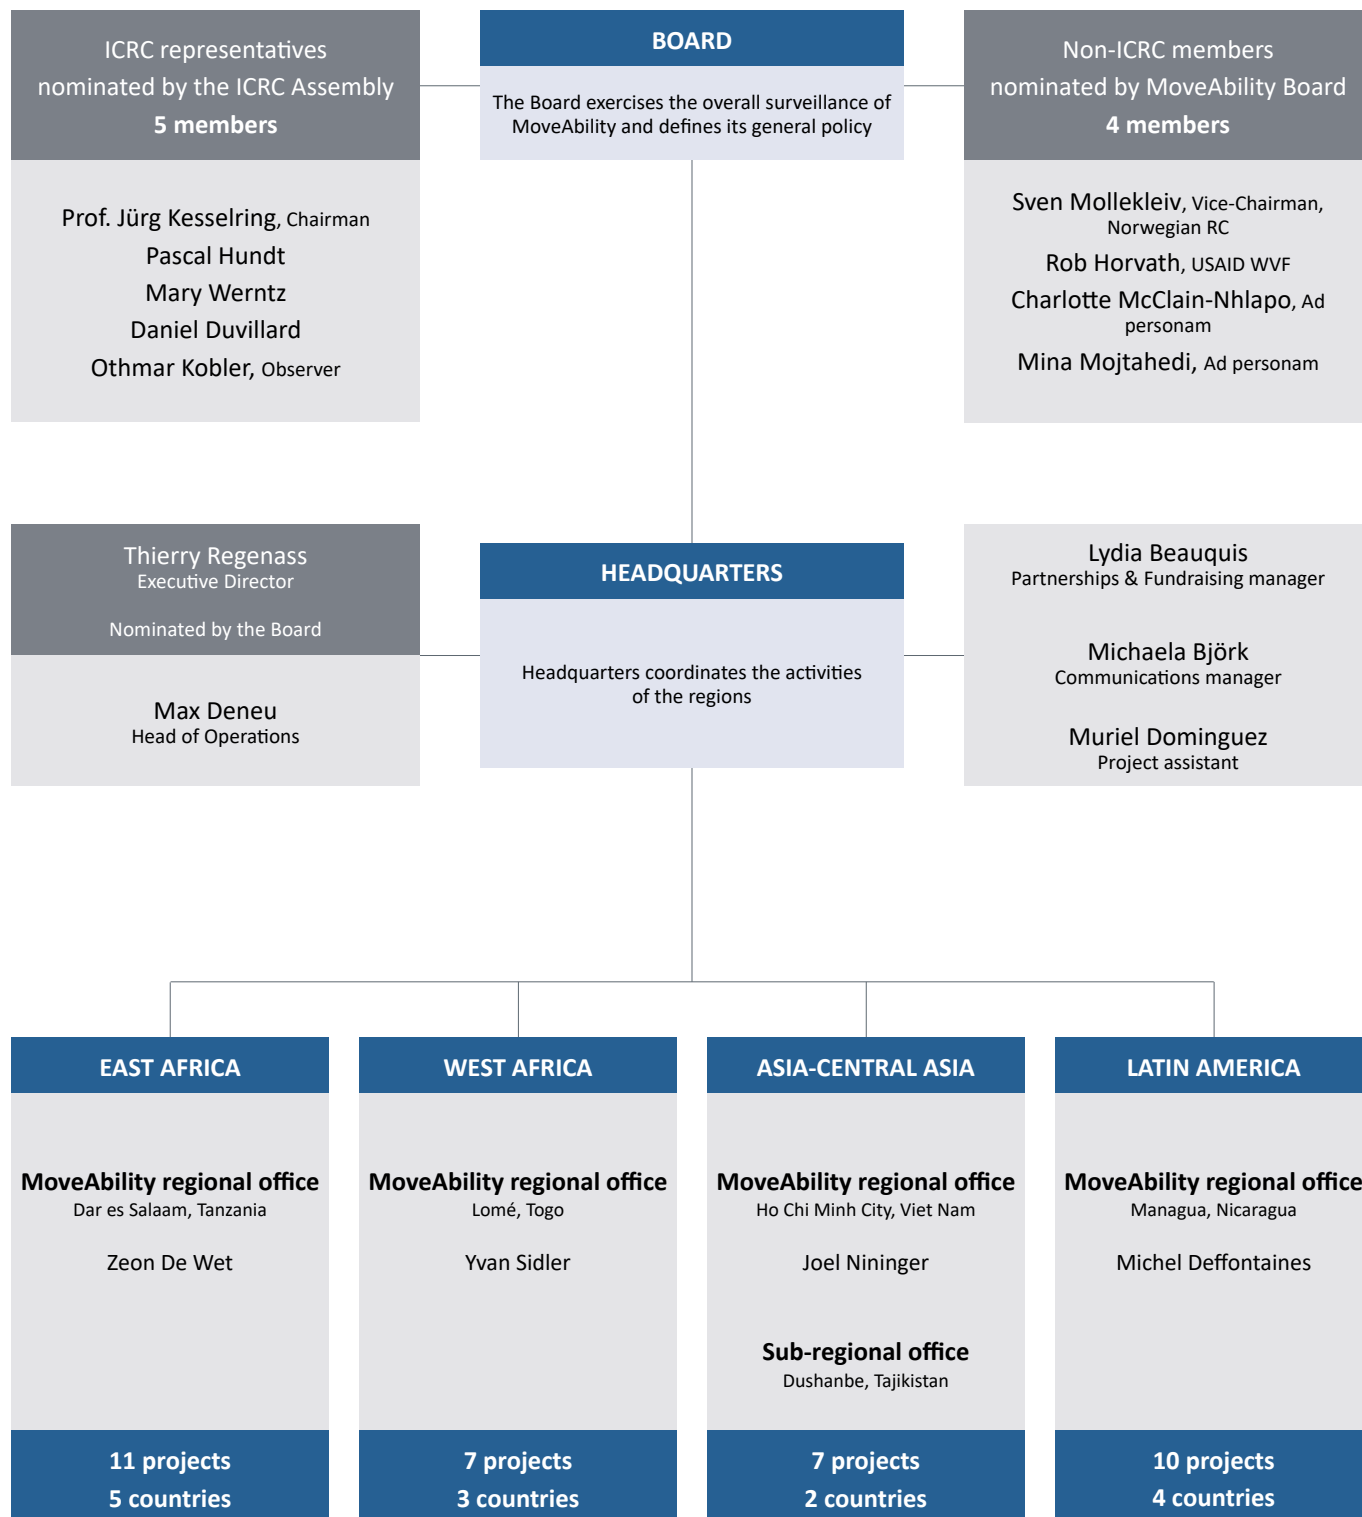 ICRC representatives
nominated by the ICRC Assembly
5 members
Prof. Jürg Kesselring, Chairman
Pascal Hundt
Mary Werntz
Daniel Duvillard
Othmar Kobler, Observer
BOARD
The Board exercises the overall surveillance of
MoveAbility and defines its general policy
Non-ICRC members
nominated by MoveAbility Board
4 members
Sven Mollekleiv, Vice-Chairman,
Norwegian RC
Rob Horvath, USAID WVF
Charlotte McClain-Nhlapo, Ad
personam
Mina Mojtahedi, Ad personam
Thierry Regenass
Executive Director
Nominated by the Board
Max Deneu
Head of Operations
HEADQUARTERS
Headquarters coordinates the activities
of the regions
Lydia Beauquis
Partnerships & Fundraising manager
Michaela Björk
Communications manager
Muriel Dominguez
Project assistant
EAST AFRICA
MoveAbility regional office
Dar es Salaam, Tanzania
Zeon De Wet
11 projects
5 countries
WEST AFRICA
MoveAbility regional office
Lomé, Togo
Yvan Sidler
7 projects
3 countries
ASIA-CENTRAL ASIA
MoveAbility regional office
Ho Chi Minh City, Viet Nam
Joel Nininger
Sub-regional office
Dushanbe, Tajikistan
7 projects
2 countries
LATIN AMERICA
MoveAbility regional office
Managua, Nicaragua
Michel Deffontaines
10 projects
4 countries